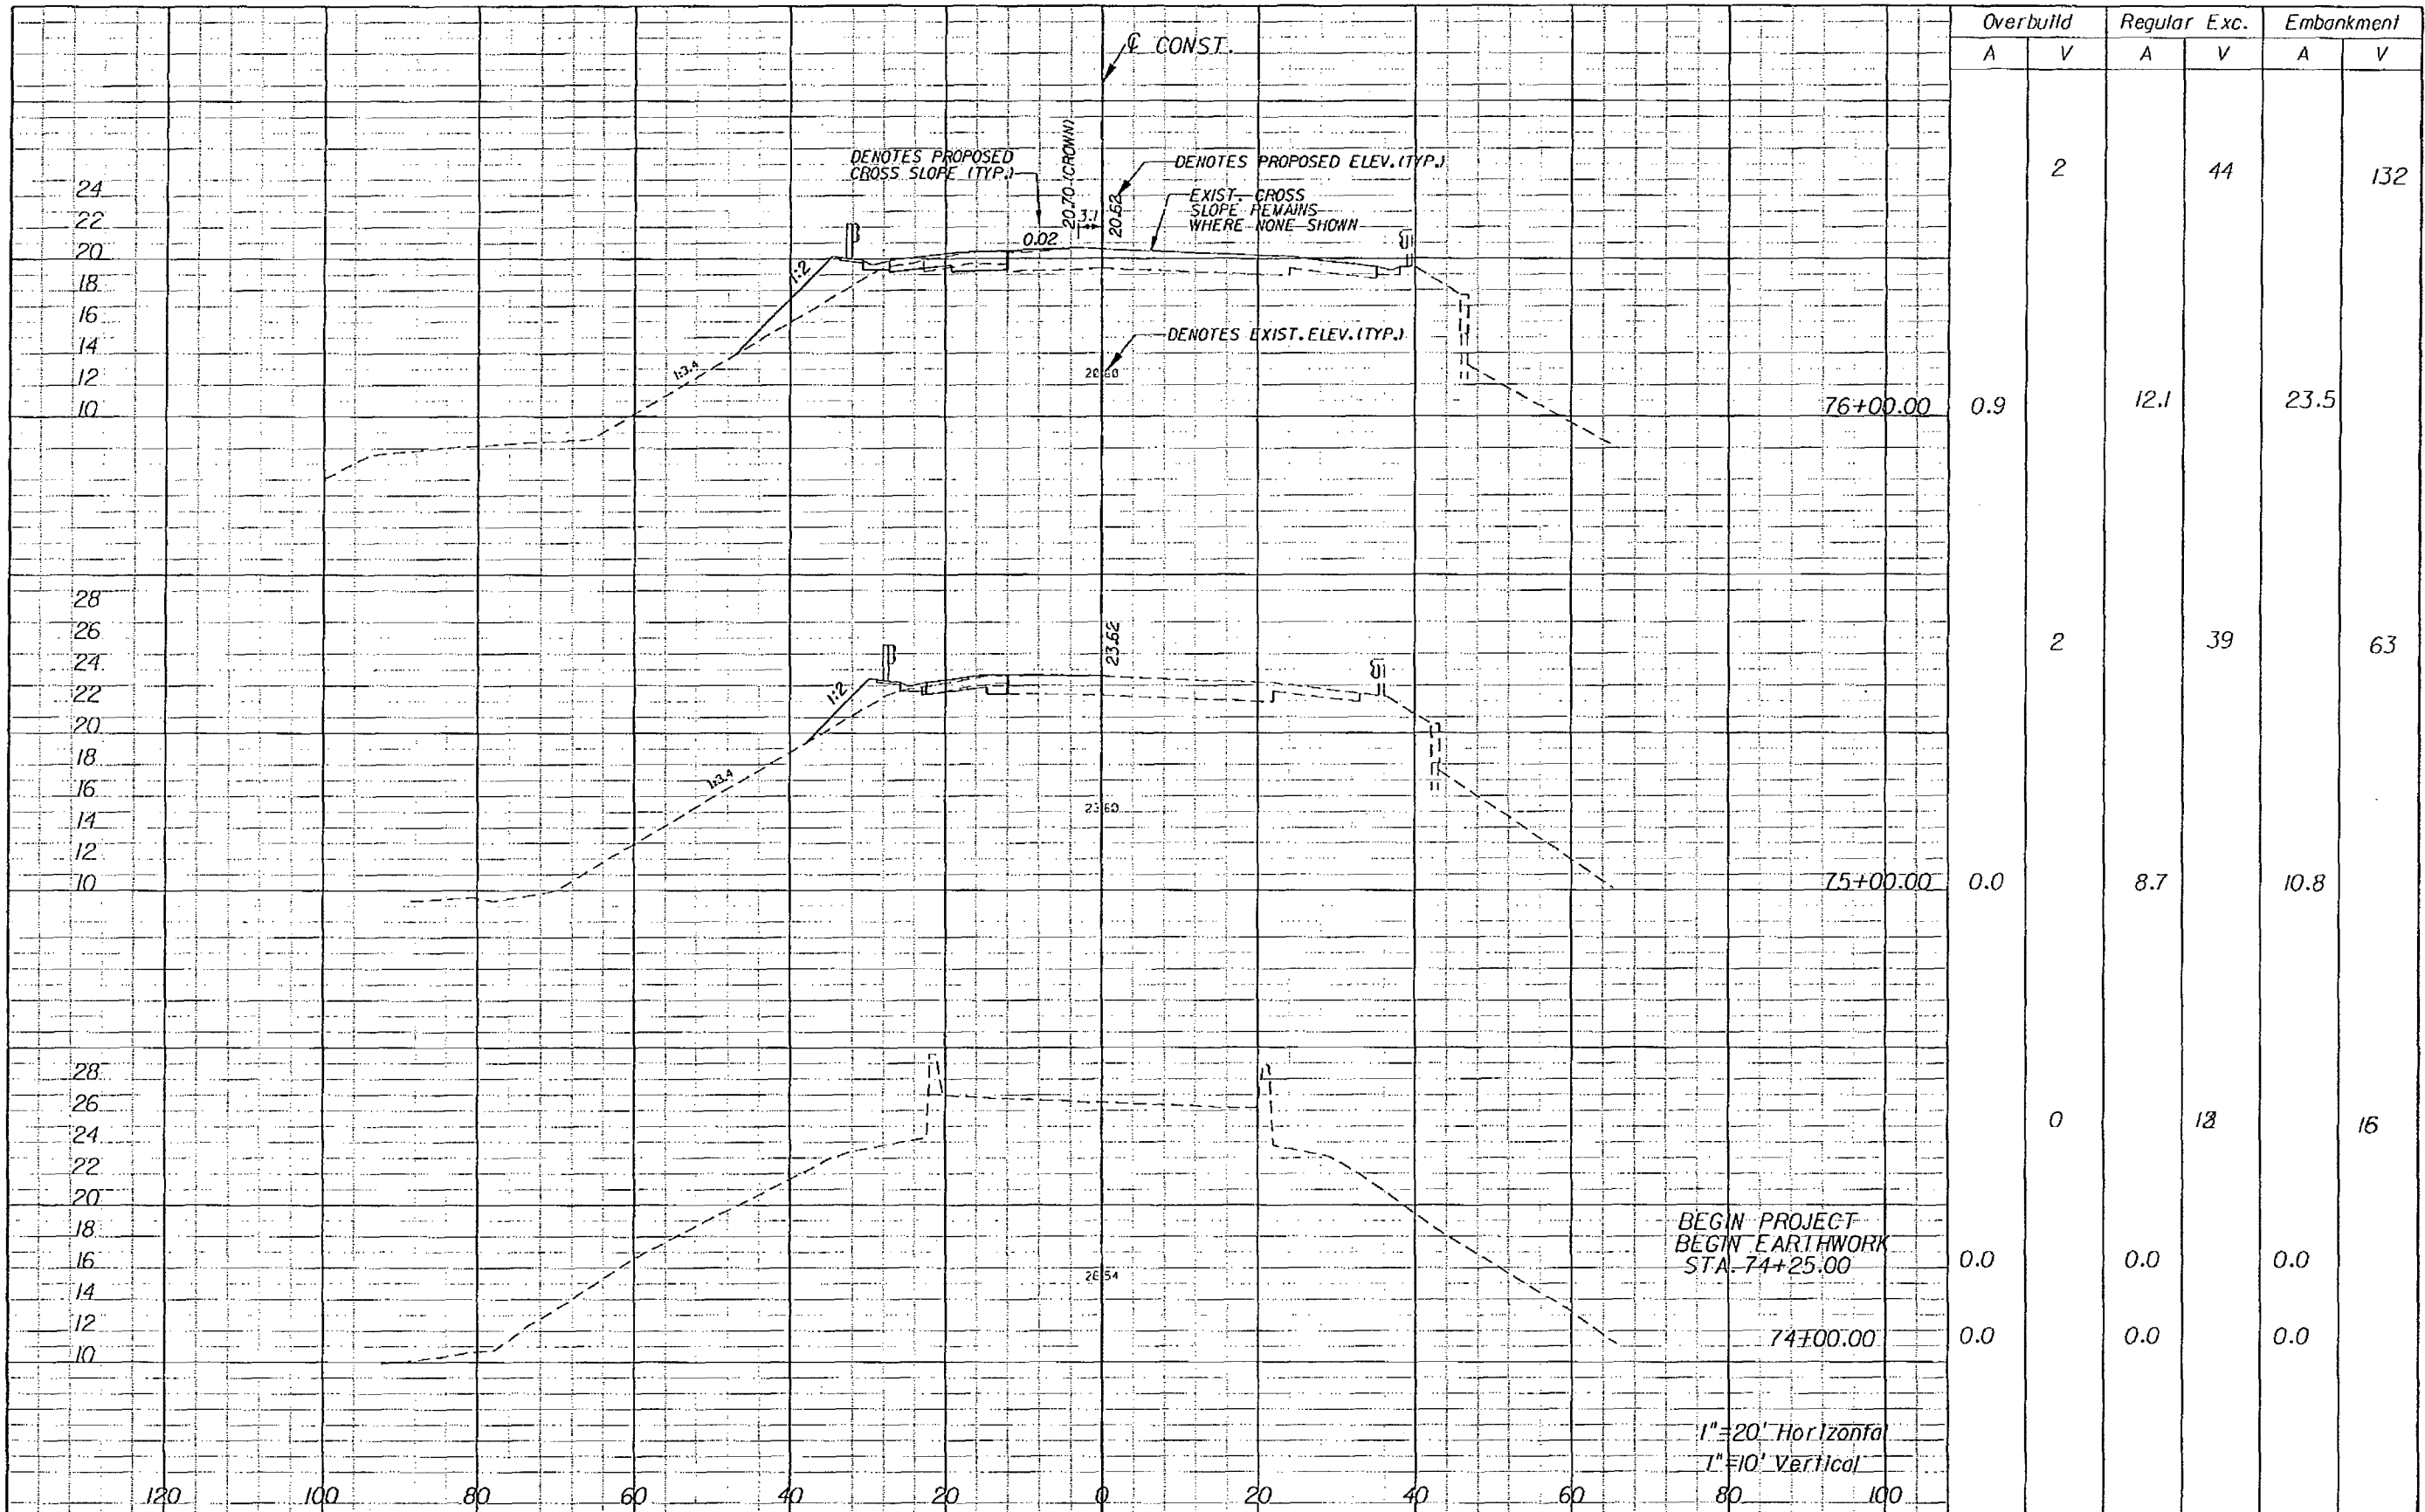 Overbuild Regular Exc. Embankment
A V A V A V
℄ CONST.
DENOTES PROPOSED
CROSS SLOPE (TYP.)
20.70 (CROWN)
3.1
20.62
0.02
DENOTES PROPOSED ELEV. (TYP.)
EXIST. CROSS
SLOPE REMAINS
WHERE NONE SHOWN
2 44 132
24
22
20
18
16
14
12
10
1:2
1:3.4
DENOTES EXIST. ELEV. (TYP.)
20.60
76+00.00 0.9 12.1 23.5
28
26
24
22
20
18
16
14
12
10
23.62
2 39 63
1:2
1:3.4
23.60
75+00.00 0.0 8.7 10.8
28
26
24
22
20
18
16
14
12
10
0 16
BEGIN PROJECT
BEGIN EARTHWORK
STA. 74+25.00
0.0 0.0 0.0
74+00.00 0.0 0.0 0.0
1"=20' Horizontal
1"=10' Vertical
120 100 80 60 40 20 0 20 40 60 80 100